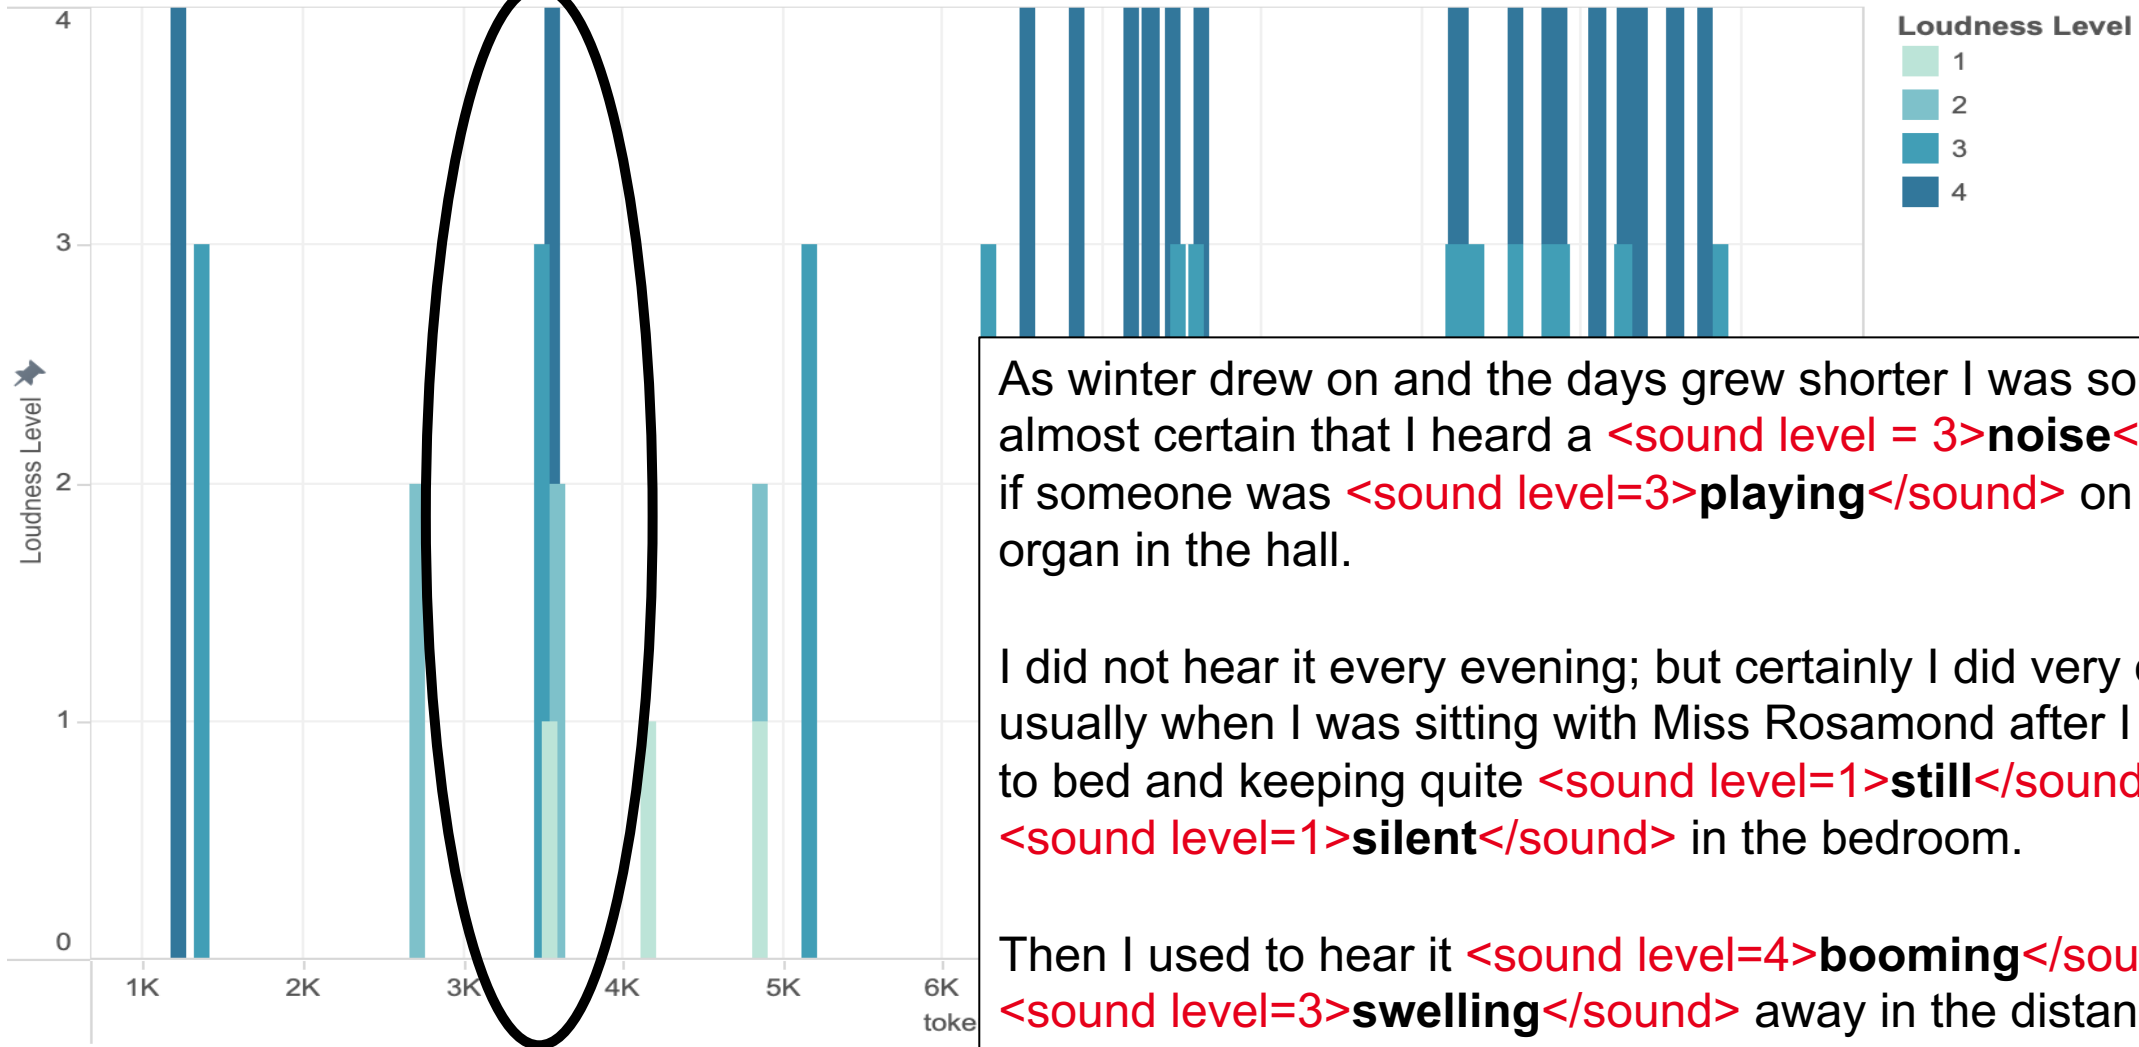 4
3
2
1
0
Loudness Level
1K
2K
3K
4K
5K
6K
toke
Loudness Level
1
2
3
4
As winter drew on and the days grew shorter I was so
almost certain that I heard a <sound level = 3>noise<
if someone was <sound level=3>playing</sound> on
organ in the hall.
I did not hear it every evening; but certainly I did very
usually when I was sitting with Miss Rosamond after I
to bed and keeping quite <sound level=1>still</sound
<sound level=1>silent</sound> in the bedroom.
Then I used to hear it <sound level=4>booming</sou
<sound level=3>swelling</sound> away in the distan